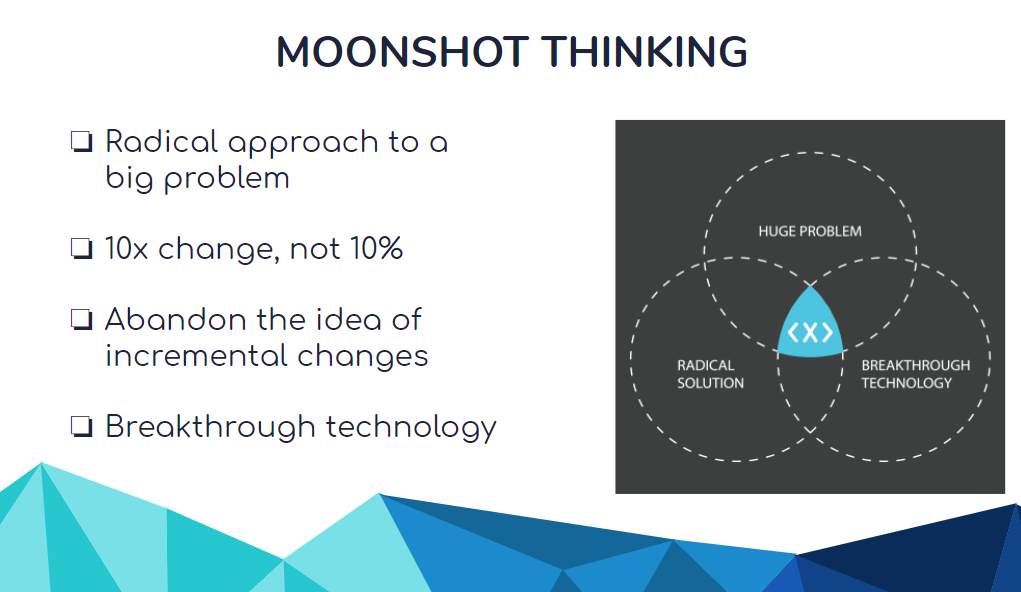 MOONSHOT THINKING
❏ Radical approach to a
big problem
❏ 10x change, not 10%
❏ Abandon the idea of
incremental changes
❏ Breakthrough technology
HUGE PROBLEM
<X>
RADICAL
SOLUTION
BREAKTHROUGH
TECHNOLOGY